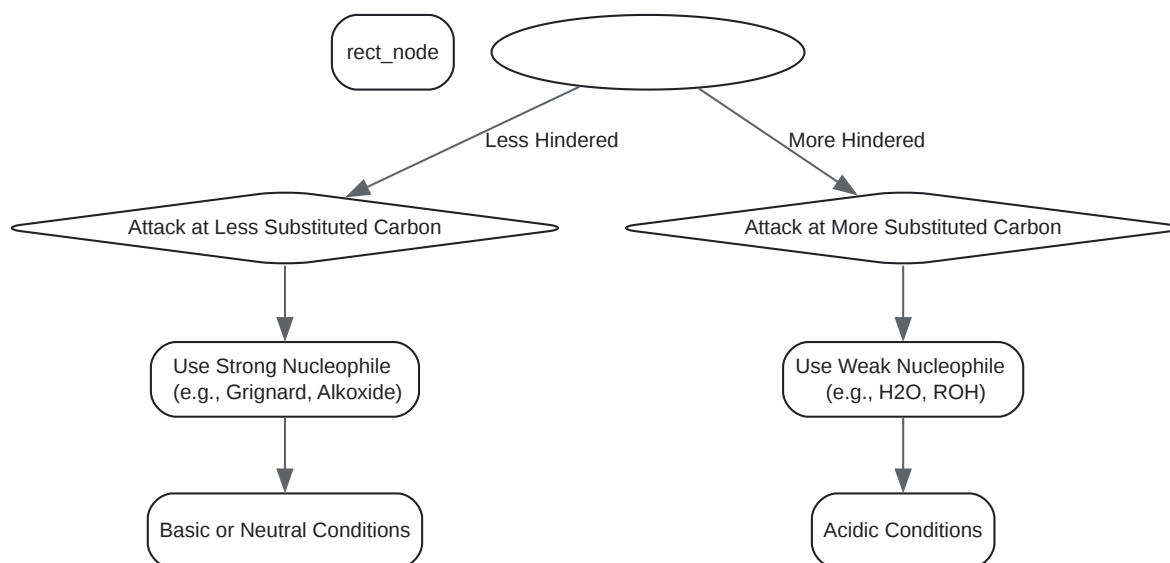 rect_node
Less Hindered
More Hindered
Attack at Less Substituted Carbon
Attack at More Substituted Carbon
Use Strong Nucleophile
(e.g., Grignard, Alkoxide)
Use Weak Nucleophile
(e.g., H2O, ROH)
Basic or Neutral Conditions
Acidic Conditions